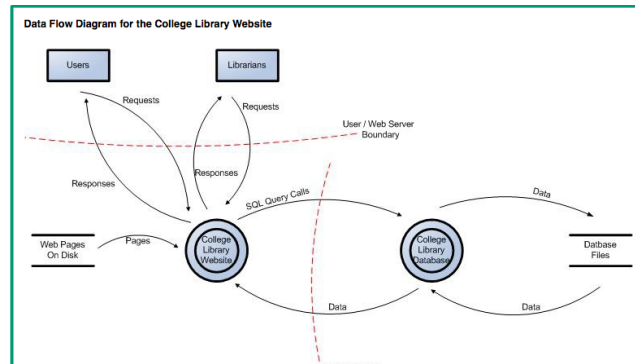 Data Flow Diagram for the College Library Website
Users
Librarians
Requests
Requests
User / Web Server
Boundary
Responses
Responses
SQL Query Calls
Data
Web Pages
On Disk
Pages
College
Library
Website
College
Library
Database
Datbase
Files
Data
Data